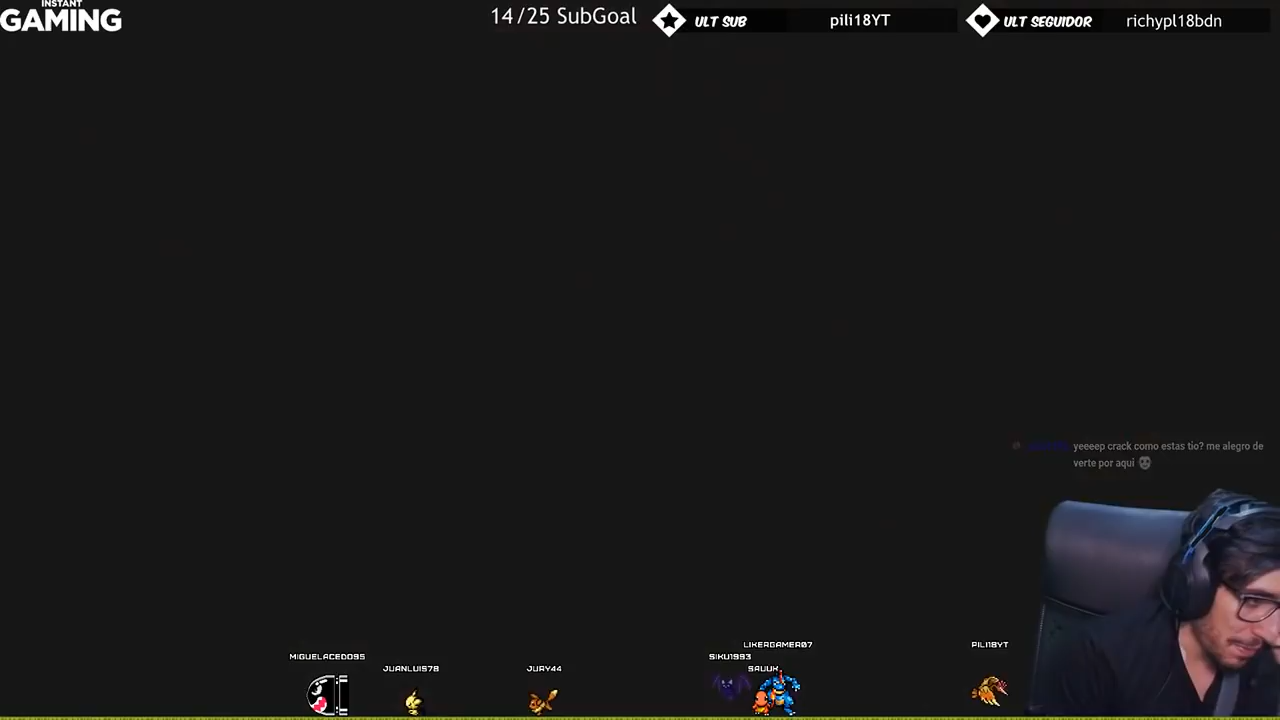 INSTANT
GAMING
14/25 SubGoal
ULT SUB
pili18YT
ULT SEGUIDOR
richypl18bdn
yeeeep crack como estas tio? me alegro de
verte por aqui
LIKERGAMER07
PILI18YT
MIGUELACEDO95
SIKU1993
JUANLUIS78
JURY44
SAUUK